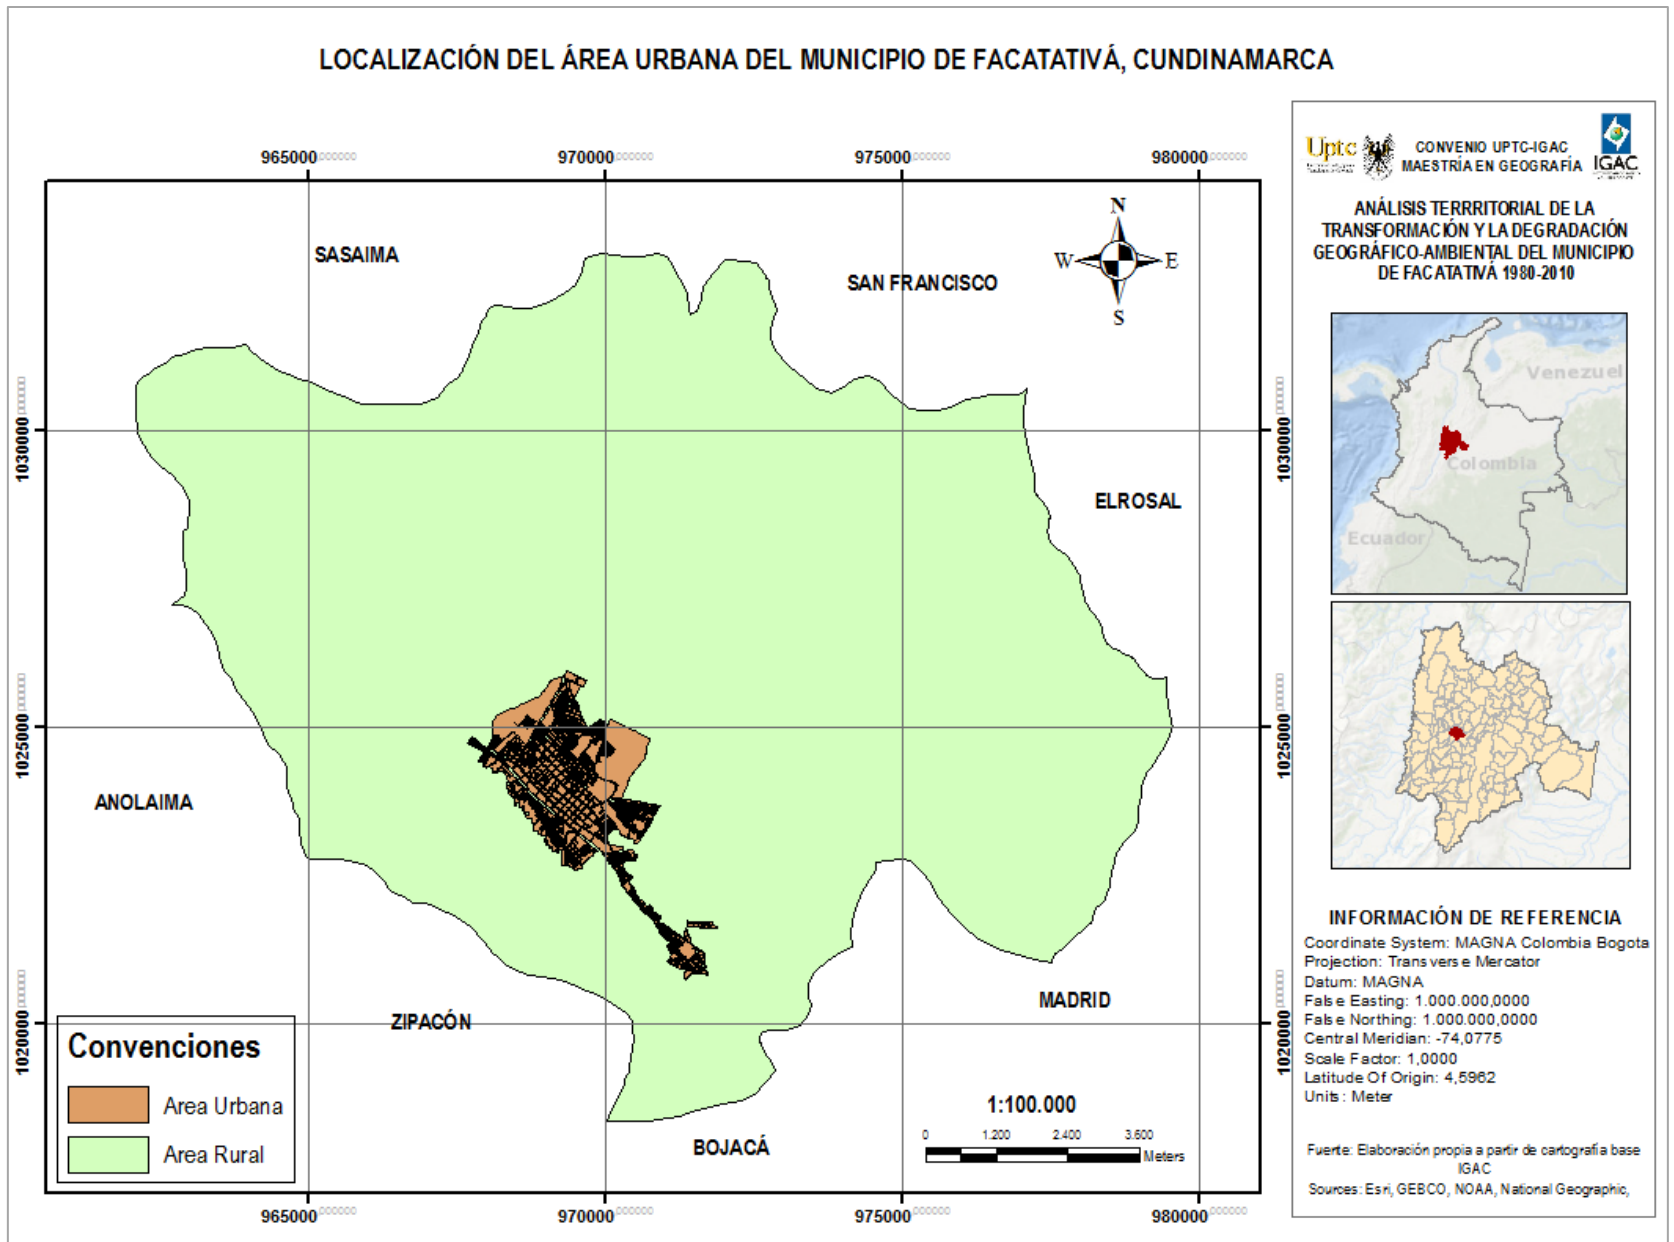 LOCALIZACIÓN DEL ÁREA URBANA DEL MUNICIPIO DE FACATATIVÁ, CUNDINAMARCA
965000
970000
975000
980000
SASAIMA
SAN FRANCISCO
N
W
E
S
1030000
1030000
ELROSAL
1025000
1025000
ANOLAIMA
ZIPACÓN
MADRID
1020000
1020000
BOJACÁ
Convenciones
Area Urbana
Area Rural
1:100.000
0 1.200 2.400 3.600
Meters
965000
970000
975000
980000
Uptc
CONVENIO UPTC-IGAC
MAESTRÍA EN GEOGRAFÍA
IGAC
ANÁLISIS TERRRITORIAL DE LA
TRANSFORMACIÓN Y LA DEGRADACIÓN
GEOGRÁFICO-AMBIENTAL DEL MUNICIPIO
DE FACATATIVÁ 1980-2010
Venezuel
Colombia
Ecuador
INFORMACIÓN DE REFERENCIA
Coordinate System: MAGNA Colombia Bogota
Projection: Transverse Mercator
Datum: MAGNA
False Easting: 1.000.000,0000
False Northing: 1.000.000,0000
Central Meridian: -74,0775
Scale Factor: 1,0000
Latitude Of Origin: 4,5962
Units: Meter
Fuerte: Elaboración propia a partir de cartografía base
IGAC
Sources: Esri, GEBCO, NOAA, National Geographic,